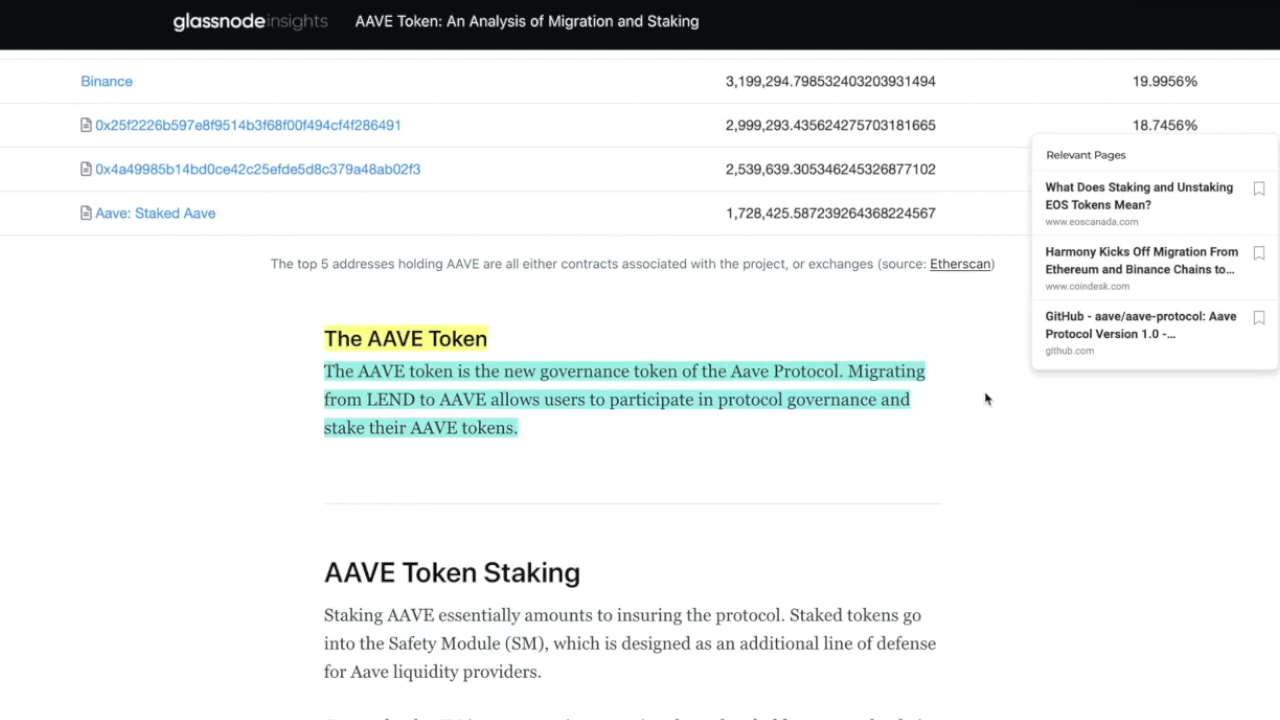 glassnodeinsights AAVE Token: An Analysis of Migration and Staking
Binance 3,199,294.798532403203931494 19.9956%
0x25f2226b597e8f9514b3f68f00f494cf4f286491 2,999,293.435624275703181665 18.7456%
0x4a49985b14bd0ce42c25efde5d8c379a48ab02f3 2,539,639.305346245326877102
Aave: Staked Aave 1,728,425.587239264368224567
The top 5 addresses holding AAVE are all either contracts associated with the project, or exchanges (source: Etherscan)
Relevant Pages
What Does Staking and Unstaking
EOS Tokens Mean?
www.eoscanada.com
Harmony Kicks Off Migration From
Ethereum and Binance Chains to...
www.coindesk.com
GitHub - aave/aave-protocol: Aave
Protocol Version 1.0 -...
github.com
The AAVE Token
The AAVE token is the new governance token of the Aave Protocol. Migrating
from LEND to AAVE allows users to participate in protocol governance and
stake their AAVE tokens.
AAVE Token Staking
Staking AAVE essentially amounts to insuring the protocol. Staked tokens go
into the Safety Module (SM), which is designed as an additional line of defense
for Aave liquidity providers.